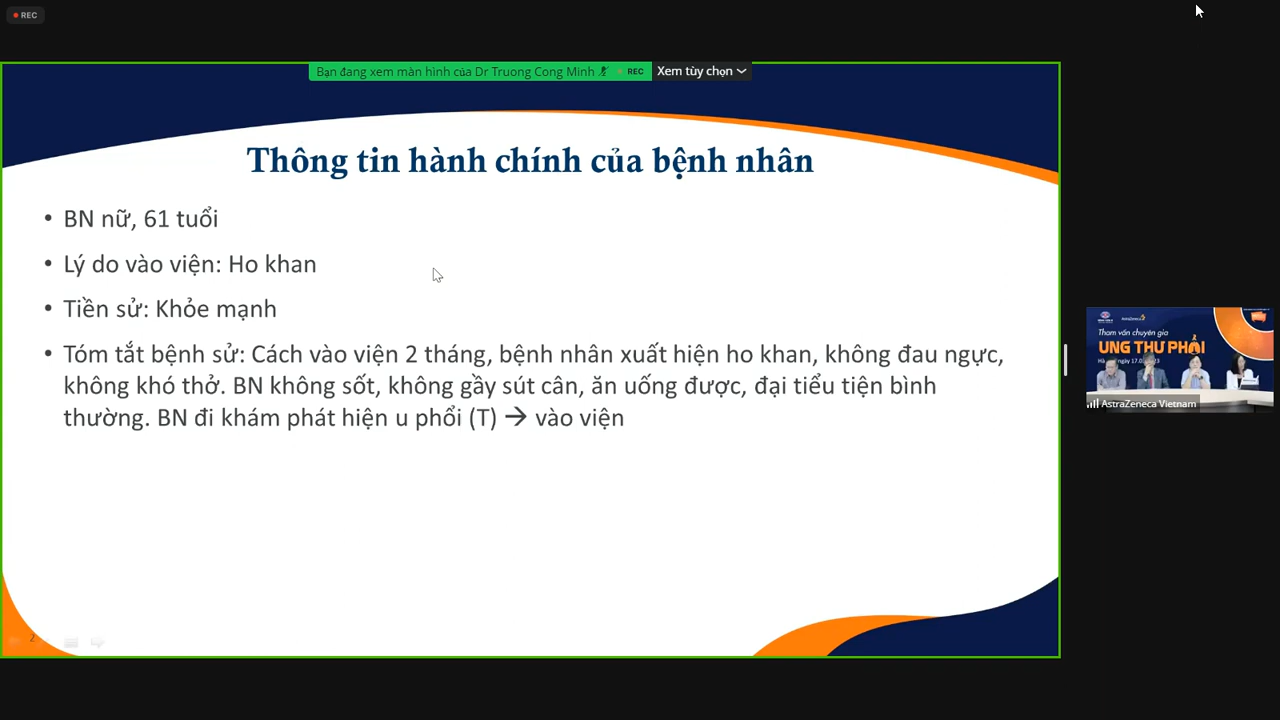 REC
Bạn đang xem màn hình của Dr Truong Cong Minh REC Xem tùy chọn
Thông tin hành chính của bệnh nhân
• BN nữ, 61 tuổi
• Lý do vào viện: Ho khan
• Tiền sử: Khỏe mạnh
• Tóm tắt bệnh sử: Cách vào viện 2 tháng, bệnh nhân xuất hiện ho khan, không đau ngực,
không khó thở. BN không sốt, không gầy sút cân, ăn uống được, đại tiểu tiện bình
thường. BN đi khám phát hiện u phổi (T) → vào viện
2
AstraZeneca
Tham vấn chuyên gia
UNG THƯ PHỔI
AstraZeneca Vietnam